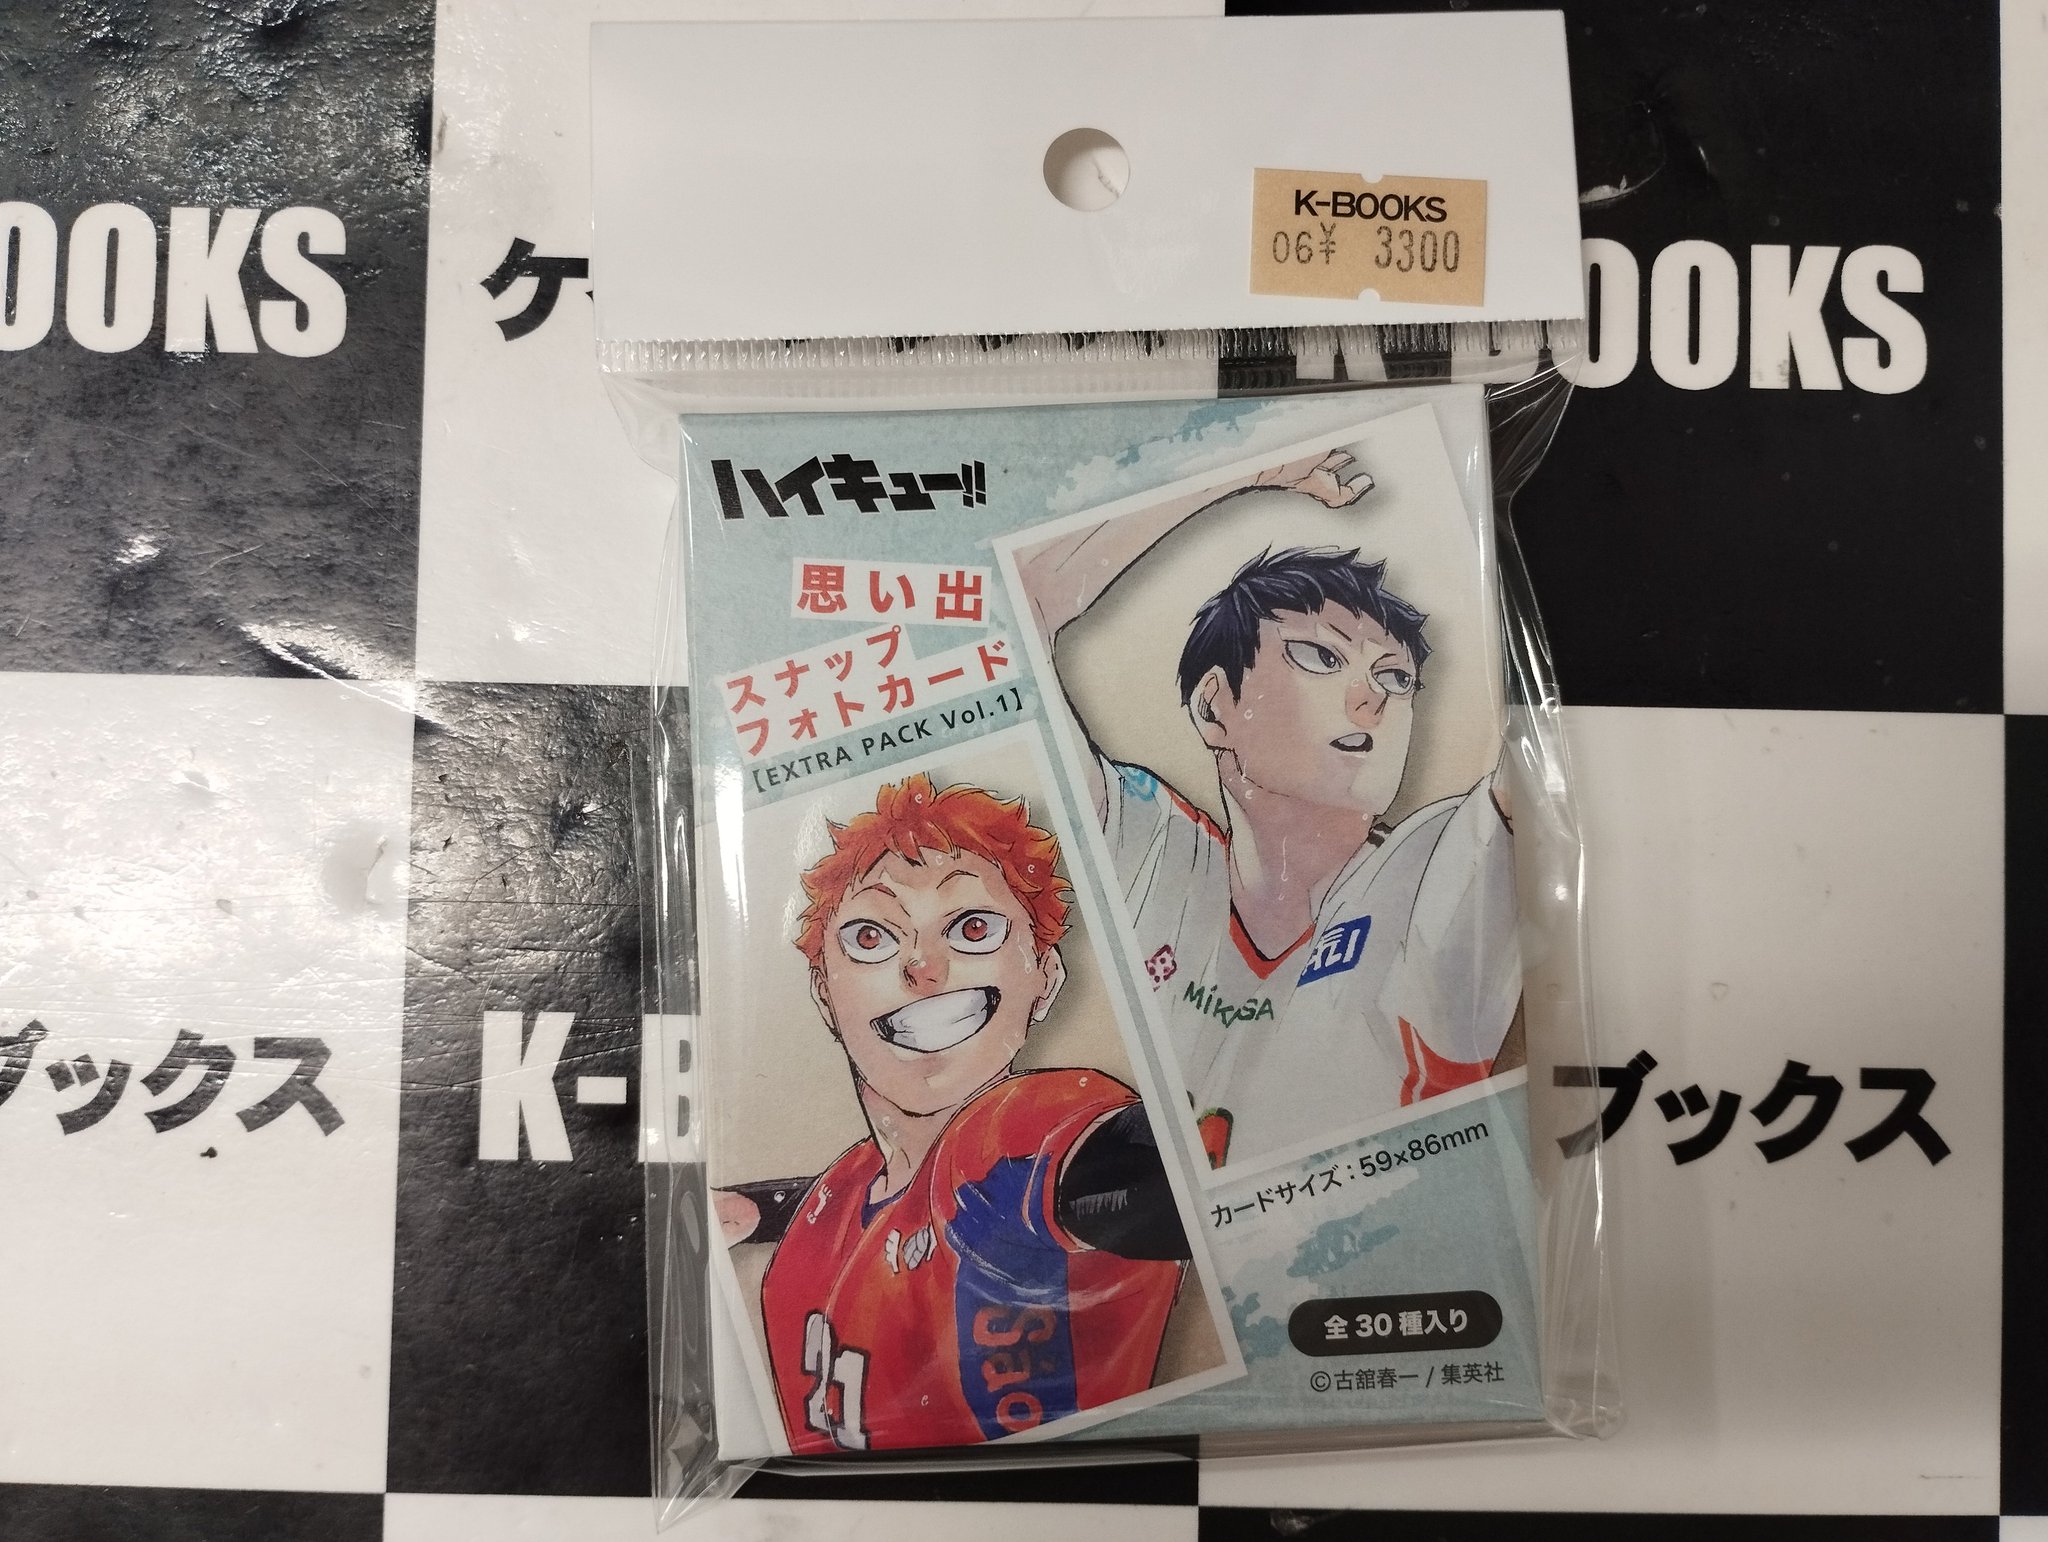 K-BOOKS
06¥ 3300
OOKS
ケ
OOKS
ハイキュー!!
思い出
スナップ
フォトカード
【EXTRA PACK Vol.1】
MiKASA
ブックス
K-B
ブックス
カードサイズ：59×86mm
21
全30種入り
©古舘春一 / 集英社